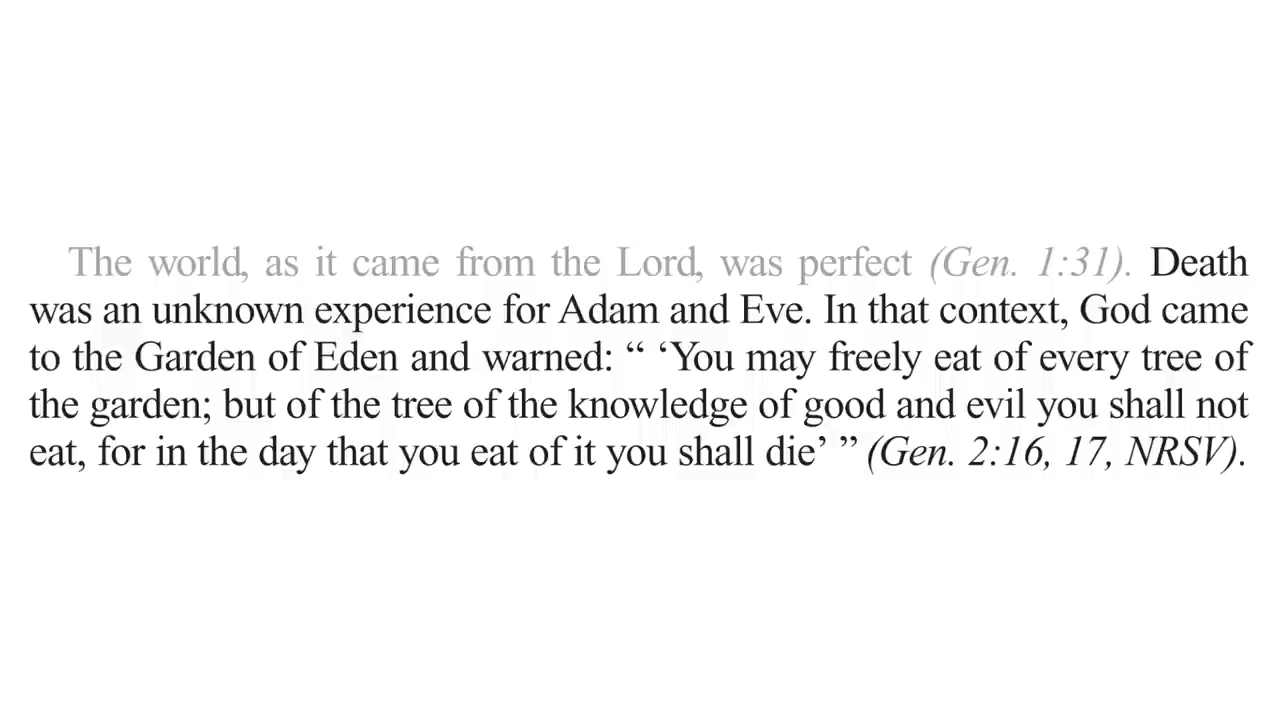 The world, as it came from the Lord, was perfect (Gen. 1:31). Death
was an unknown experience for Adam and Eve. In that context, God came
to the Garden of Eden and warned: “ ‘You may freely eat of every tree of
the garden; but of the tree of the knowledge of good and evil you shall not
eat, for in the day that you eat of it you shall die’ ” (Gen. 2:16, 17, NRSV).